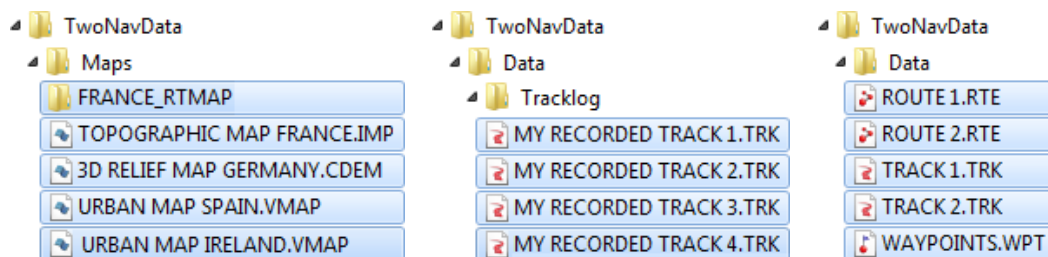 TwoNavData
Maps
FRANCE_RTMAP
TOPOGRAPHIC MAP FRANCE.IMP
3D RELIEF MAP GERMANY.CDEM
URBAN MAP SPAIN.VMAP
URBAN MAP IRELAND.VMAP
TwoNavData
Data
Tracklog
MY RECORDED TRACK 1.TRK
MY RECORDED TRACK 2.TRK
MY RECORDED TRACK 3.TRK
MY RECORDED TRACK 4.TRK
TwoNavData
Data
ROUTE 1.RTE
ROUTE 2.RTE
TRACK 1.TRK
TRACK 2.TRK
WAYPOINTS.WPT